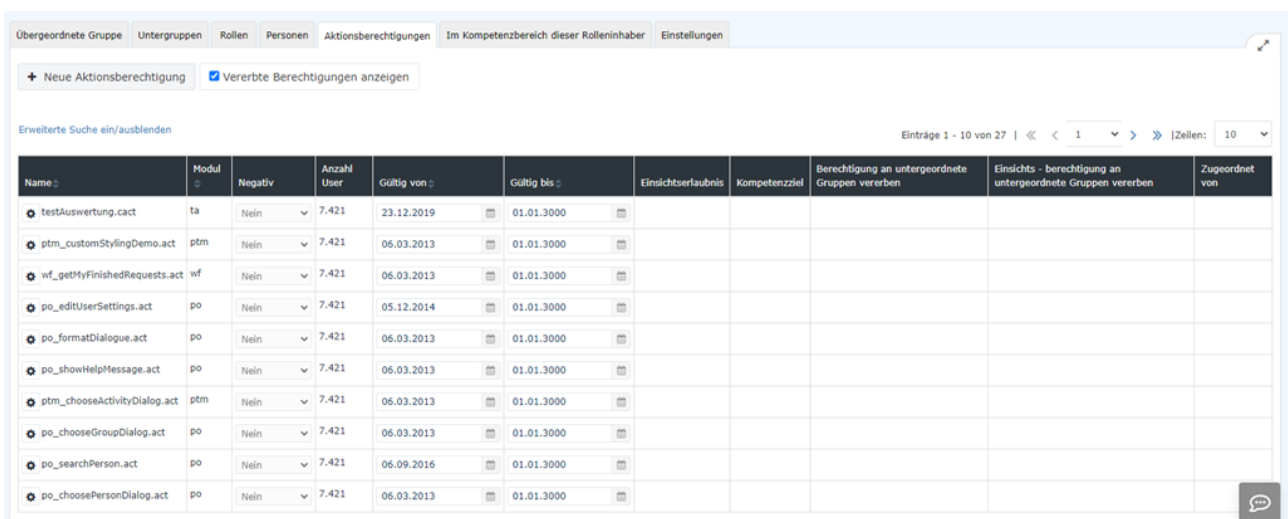 Übergeordnete Gruppe Untergruppen Rollen Personen Aktionsberechtigungen Im Kompetenzbereich dieser Rolleninhaber Einstellungen
+ Neue Aktionsberechtigung Vererbte Berechtigungen anzeigen
Erweiterte Suche ein/ausblenden
Einträge 1 - 10 von 27 | « < 1 > » |Zeilen: 10
Name Modul Negativ Anzahl User Gültig von Gültig bis Einsichtserlaubnis Kompetenzziel Berechtigung an untergeordnete Gruppen vererben Einsichts - berechtigung an untergeordnete Gruppen vererben Zugeordnet von
testAuswertung.cact ta Nein 7.421 23.12.2019 01.01.3000
ptm_customStylingDemo.act ptm Nein 7.421 06.03.2013 01.01.3000
wf_getMyFinishedRequests.act wf Nein 7.421 06.03.2013 01.01.3000
po_editUserSettings.act po Nein 7.421 05.12.2014 01.01.3000
po_formatDialogue.act po Nein 7.421 06.03.2013 01.01.3000
po_showHelpMessage.act po Nein 7.421 06.03.2013 01.01.3000
ptm_chooseActivityDialog.act ptm Nein 7.421 06.03.2013 01.01.3000
po_chooseGroupDialog.act po Nein 7.421 06.03.2013 01.01.3000
po_searchPerson.act po Nein 7.421 06.09.2016 01.01.3000
po_choosePersonDialog.act po Nein 7.421 06.03.2013 01.01.3000